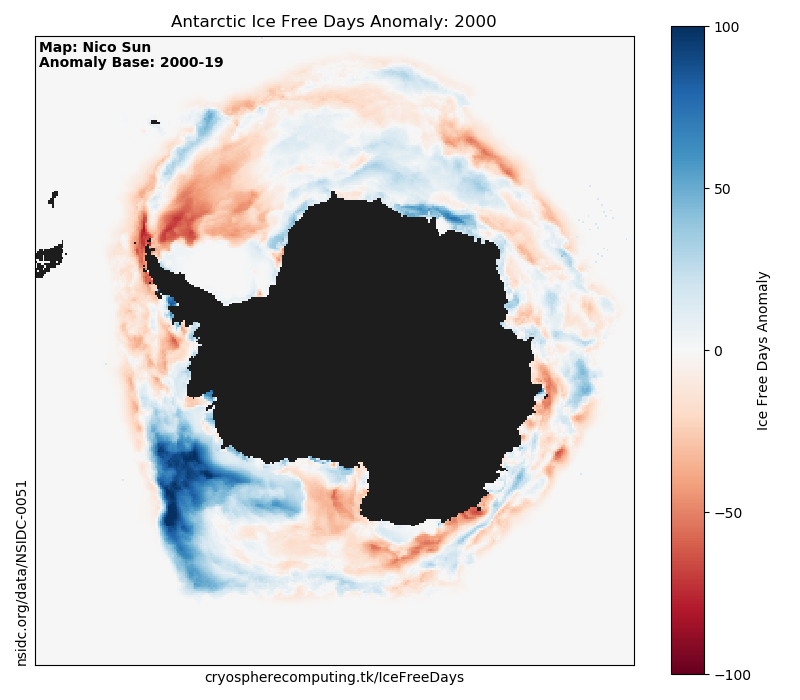 Antarctic Ice Free Days Anomaly: 2000
Map: Nico Sun
Anomaly Base: 2000-19
100
50
0
−50
−100
Ice Free Days Anomaly
nsidc.org/data/NSIDC-0051
cryospherecomputing.tk/IceFreeDays